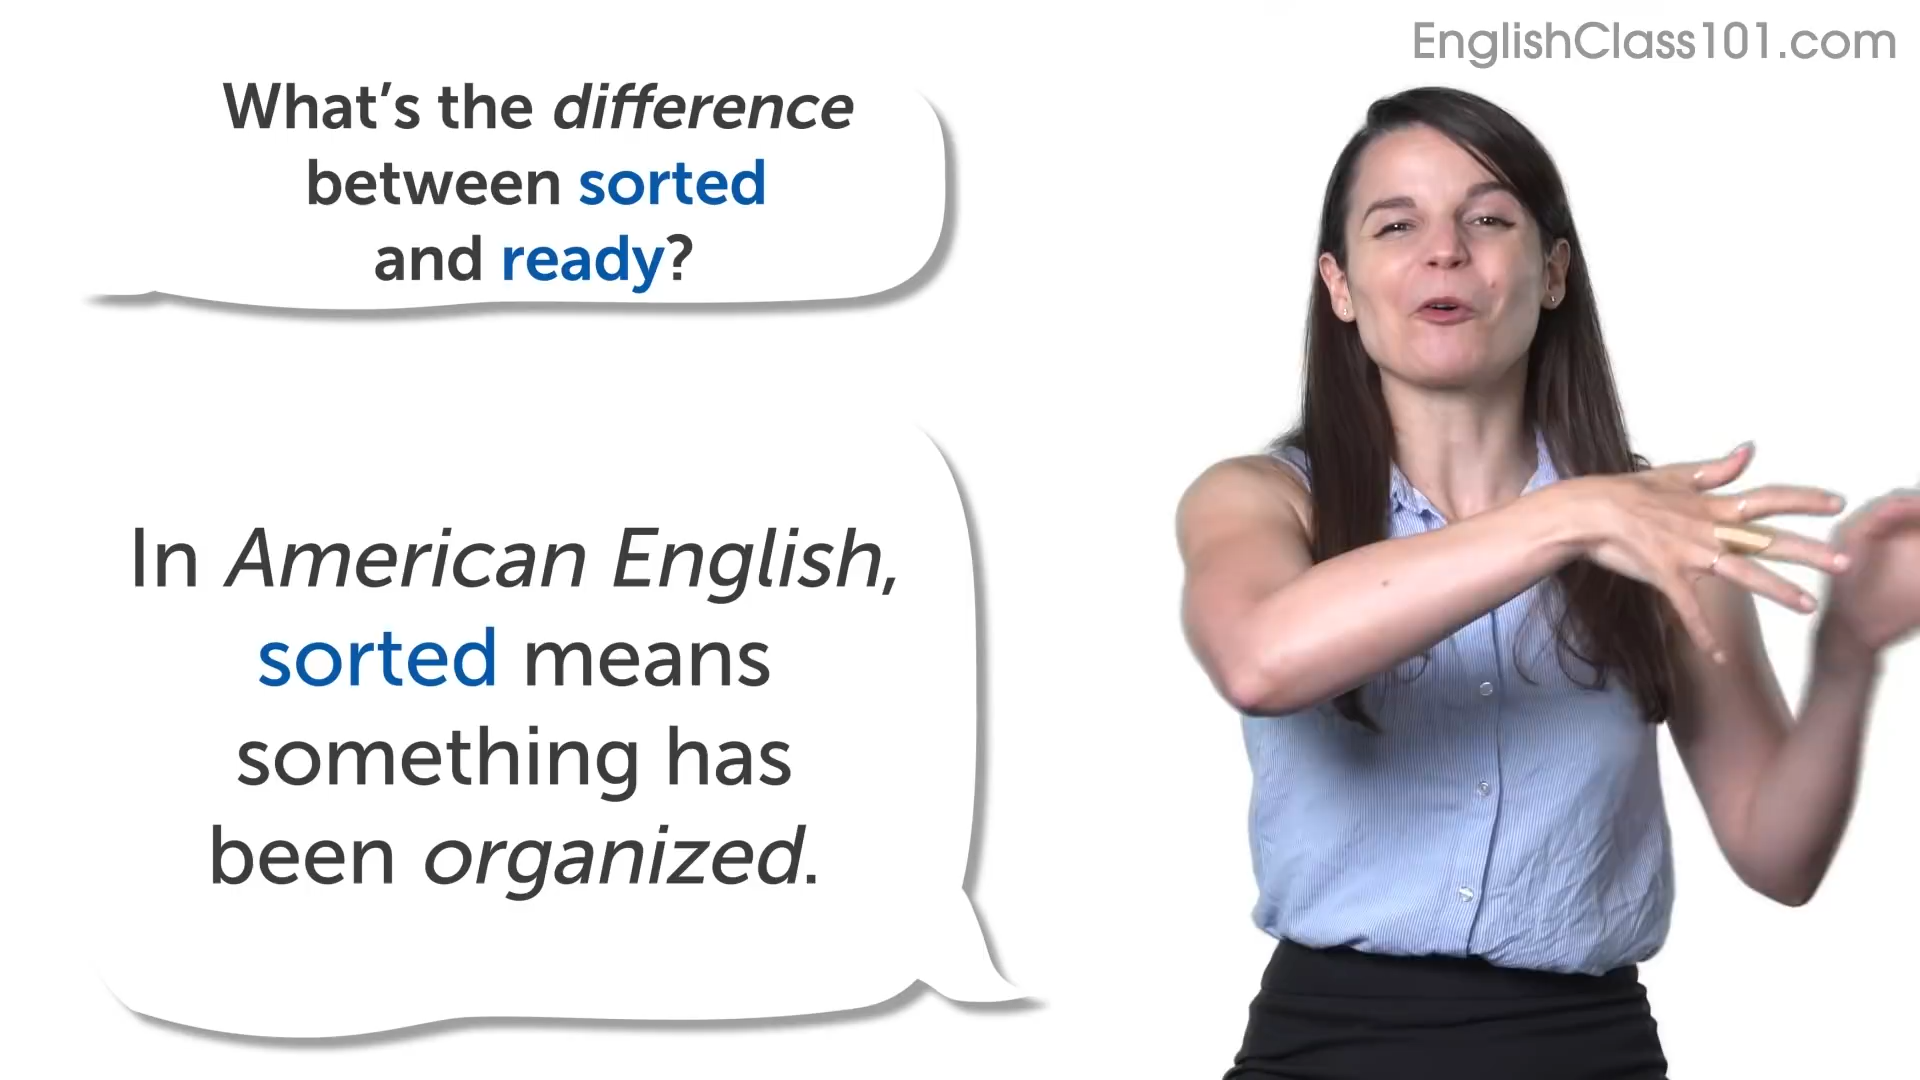 EnglishClass101.com
What's the difference
between sorted
and ready?
In American English,
sorted means
something has
been organized.